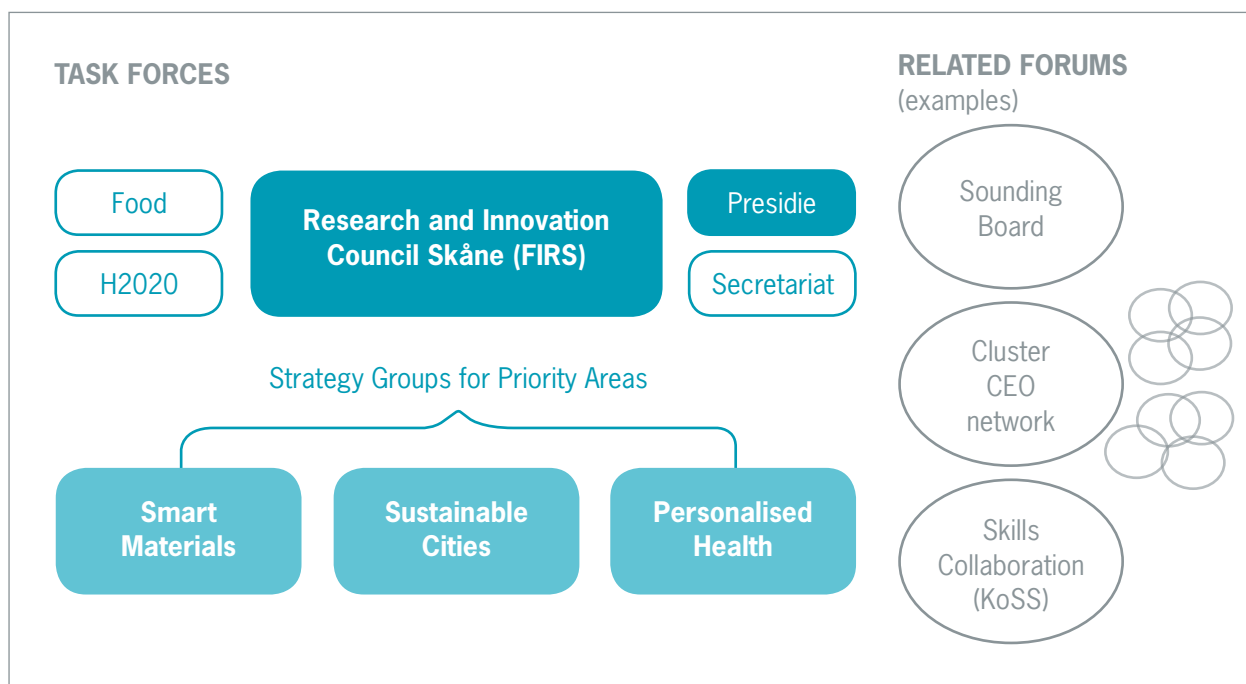 TASK FORCES
Food
H2020
Research and Innovation
Council Skåne (FIRS)
Presidie
Secretariat
Strategy Groups for Priority Areas
Smart
Materials
Sustainable
Cities
Personalised
Health
RELATED FORUMS
(examples)
Sounding
Board
Cluster
CEO
network
Skills
Collaboration
(KoSS)